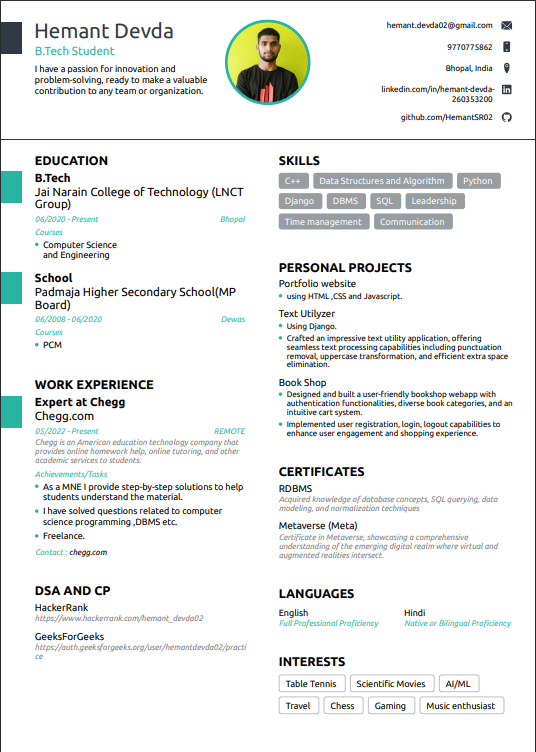 Hemant Devda
B.Tech Student
I have a passion for innovation and
problem-solving, ready to make a valuable
contribution to any team or organization.
hemant.devda02@gmail.com
9770775862
Bhopal, India
linkedin.com/in/hemant-devda-
260353200
github.com/HemantSR02
EDUCATION
B.Tech
Jai Narain College of Technology (LNCT
Group)
06/2020 - Present
Bhopal
Courses
Computer Science
and Engineering
School
Padmaja Higher Secondary School(MP
Board)
06/2008 - 06/2020
Dewas
Courses
PCM
WORK EXPERIENCE
Expert at Chegg
Chegg.com
05/2022 - Present
REMOTE
Chegg is an American education technology company that
provides online homework help, online tutoring, and other
academic services to students.
Achievements/Tasks
As a MNE I provide step-by-step solutions to help
students understand the material.
I have solved questions related to computer
science programming ,DBMS etc.
Freelance.
Contact : chegg.com
DSA AND CP
HackerRank
https://www.hackerrank.com/hemant_devda02
GeeksForGeeks
https://auth.geeksforgeeks.org/user/hemantdevda02/practi
ce
SKILLS
C++
Data Structures and Algorithm
Python
Django
DBMS
SQL
Leadership
Time management
Communication
PERSONAL PROJECTS
Portfolio website
using HTML ,CSS and Javascript.
Text Utilyzer
Using Django.
Crafted an impressive text utility application, offering
seamless text processing capabilities including punctuation
removal, uppercase transformation, and efficient extra space
elimination.
Book Shop
Designed and built a user-friendly bookshop webapp with
authentication functionalities, diverse book categories, and an
intuitive cart system.
Implemented user registration, login, logout capabilities to
enhance user engagement and shopping experience.
CERTIFICATES
RDBMS
Acquired knowledge of database concepts, SQL querying, data
modeling, and normalization techniques
Metaverse (Meta)
Certificate in Metaverse, showcasing a comprehensive
understanding of the emerging digital realm where virtual and
augmented realities intersect.
LANGUAGES
English
Full Professional Proficiency
Hindi
Native or Bilingual Proficiency
INTERESTS
Table Tennis
Scientific Movies
AI/ML
Travel
Chess
Gaming
Music enthusiast